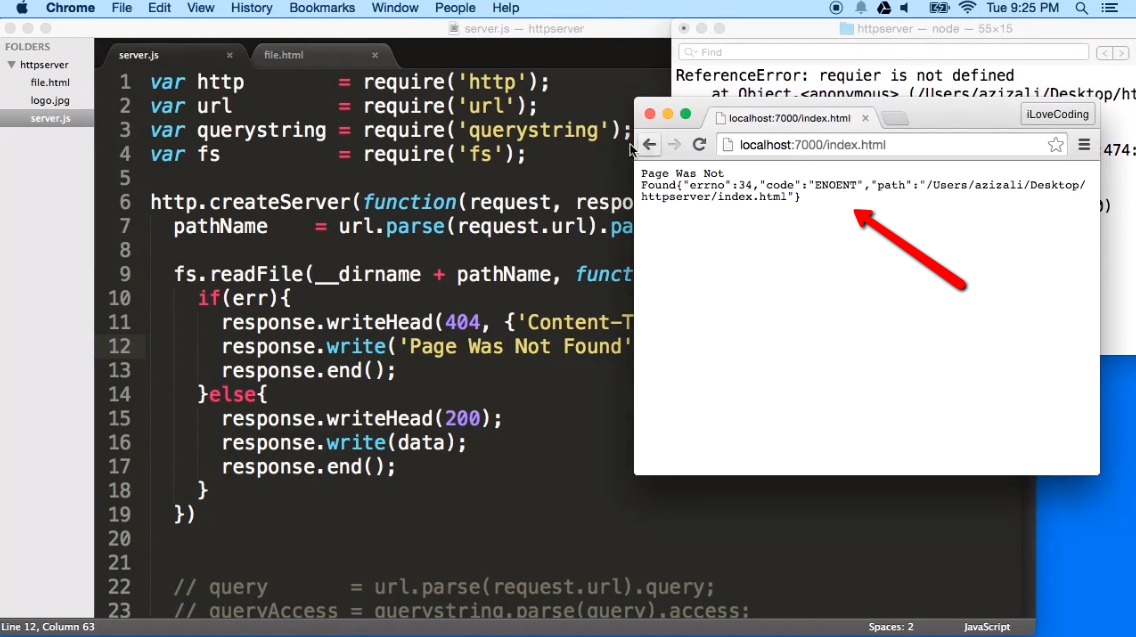 Chrome File Edit View History Bookmarks Window People Help Tue 9:25 PM
server.js — httpserver
httpserver — node — 55×15
FOLDERS
httpserver
file.html
logo.jpg
server.js
server.js × file.html ×
1 var http = require('http');
2 var url = require('url');
3 var querystring = require('querystring');
4 var fs = require('fs');
5
6 http.createServer(function(request, respo
7 pathName = url.parse(request.url).pa
8
9 fs.readFile(__dirname + pathName, funct
10 if(err){
11 response.writeHead(404, {'Content-T
12 response.write('Page Was Not Found'
13 response.end();
14 }else{
15 response.writeHead(200);
16 response.write(data);
17 response.end();
18 }
19 })
20
21
22 // query = url.parse(request.url).query;
23 // queryAccess = querystring.parse(query).access;
Line 12, Column 63 Spaces: 2 JavaScript
Find
ReferenceError: requier is not defined
at Object.<anonymous> (/Users/azizali/Desktop/ht
474:
0)
localhost:7000/index.html ×
iLoveCoding
localhost:7000/index.html
Page Was Not
Found{"errno":34,"code":"ENOENT","path":"/Users/azizali/Desktop/
httpserver/index.html"}